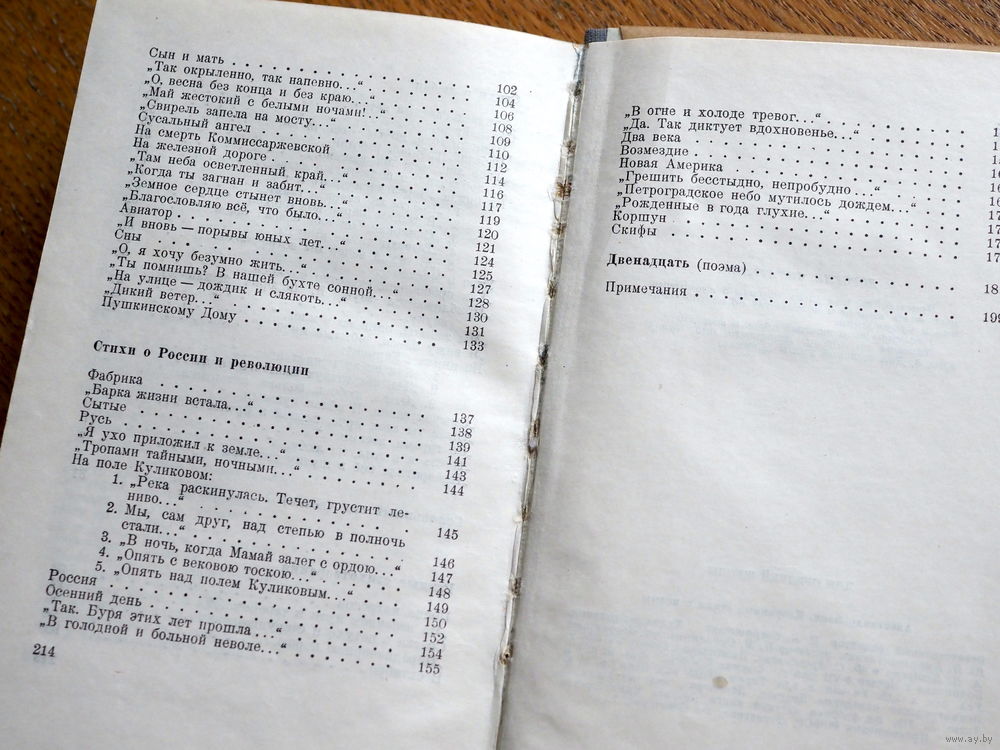 Сын и мать . . . . . . . . . . 102
„Так окрыленно, так напевно...“ . . . . . . 104
„О, весна без конца и без краю...“ . . . . . 106
„Май жестокий с белыми ночами!..“ . . . . . 108
„Свирель запела на мосту...“ . . . . . . 109
Сусальный ангел . . . . . . . . . . 110
На смерть Коммиссаржевской . . . . . . 112
На железной дороге . . . . . . . . . 114
„Там неба осветленный край...“ . . . . . . 116
„Когда ты загнан и забит...“ . . . . . . 117
„Земное сердце стынет вновь...“ . . . . . 119
„Благословляю всё, что было...“ . . . . . 120
Авиатор . . . . . . . . . . . 121
„И вновь — порывы юных лет...“ . . . . . 124
Сны . . . . . . . . . . . . 125
„О, я хочу безумно жить...“ . . . . . . 127
„Ты помнишь? В нашей бухте сонной...“ . . . 128
„На улице — дождик и слякоть...“ . . . . . 130
„Дикий ветер...“ . . . . . . . . . 131
Пушкинскому Дому . . . . . . . . . 133
Стихи о России и революции
Фабрика . . . . . . . . . . . 137
„Барка жизни встала...“ . . . . . . . 138
Сытые . . . . . . . . . . . 139
Русь . . . . . . . . . . . . 141
„Я ухо приложил к земле...“ . . . . . . 143
„Тропами тайными, ночными...“ . . . . . . 144
На поле Куликовом:
1. „Река раскинулась. Течет, грустит ле-
ниво...“ . . . . . . . . . 145
2. Мы, сам друг, над степью в полночь
стали...“ . . . . . . . . . 146
3. „В ночь, когда Мамай залег с ордою...“ . 147
4. „Опять с вековою тоскою...“ . . . . 148
5. „Опять над полем Куликовым...“ . . . 149
Россия . . . . . . . . . . . 150
Осенний день . . . . . . . . . . 152
„Так. Буря этих лет прошла...“ . . . . . 154
„В голодной и больной неволе...“ . . . . . 155
214
„В огне и холоде тревог...“ . . . . . .
„Да. Так диктует вдохновенье...“ . . . . .
Два века . . . . . . . . . . .
Возмездие . . . . . . . . . . .
Новая Америка . . . . . . . . . .
„Грешить бесстыдно, непробудно...“ . . . . .
„Петроградское небо мутилось дождем...“ . . .
„Рожденные в года глухие...“ . . . . . .
Коршун . . . . . . . . . . .
Скифы . . . . . . . . . . . .
Двенадцать (поэма) . . . . . . . . .
Примечания . . . . . . . . . . . 199
www.ay.by